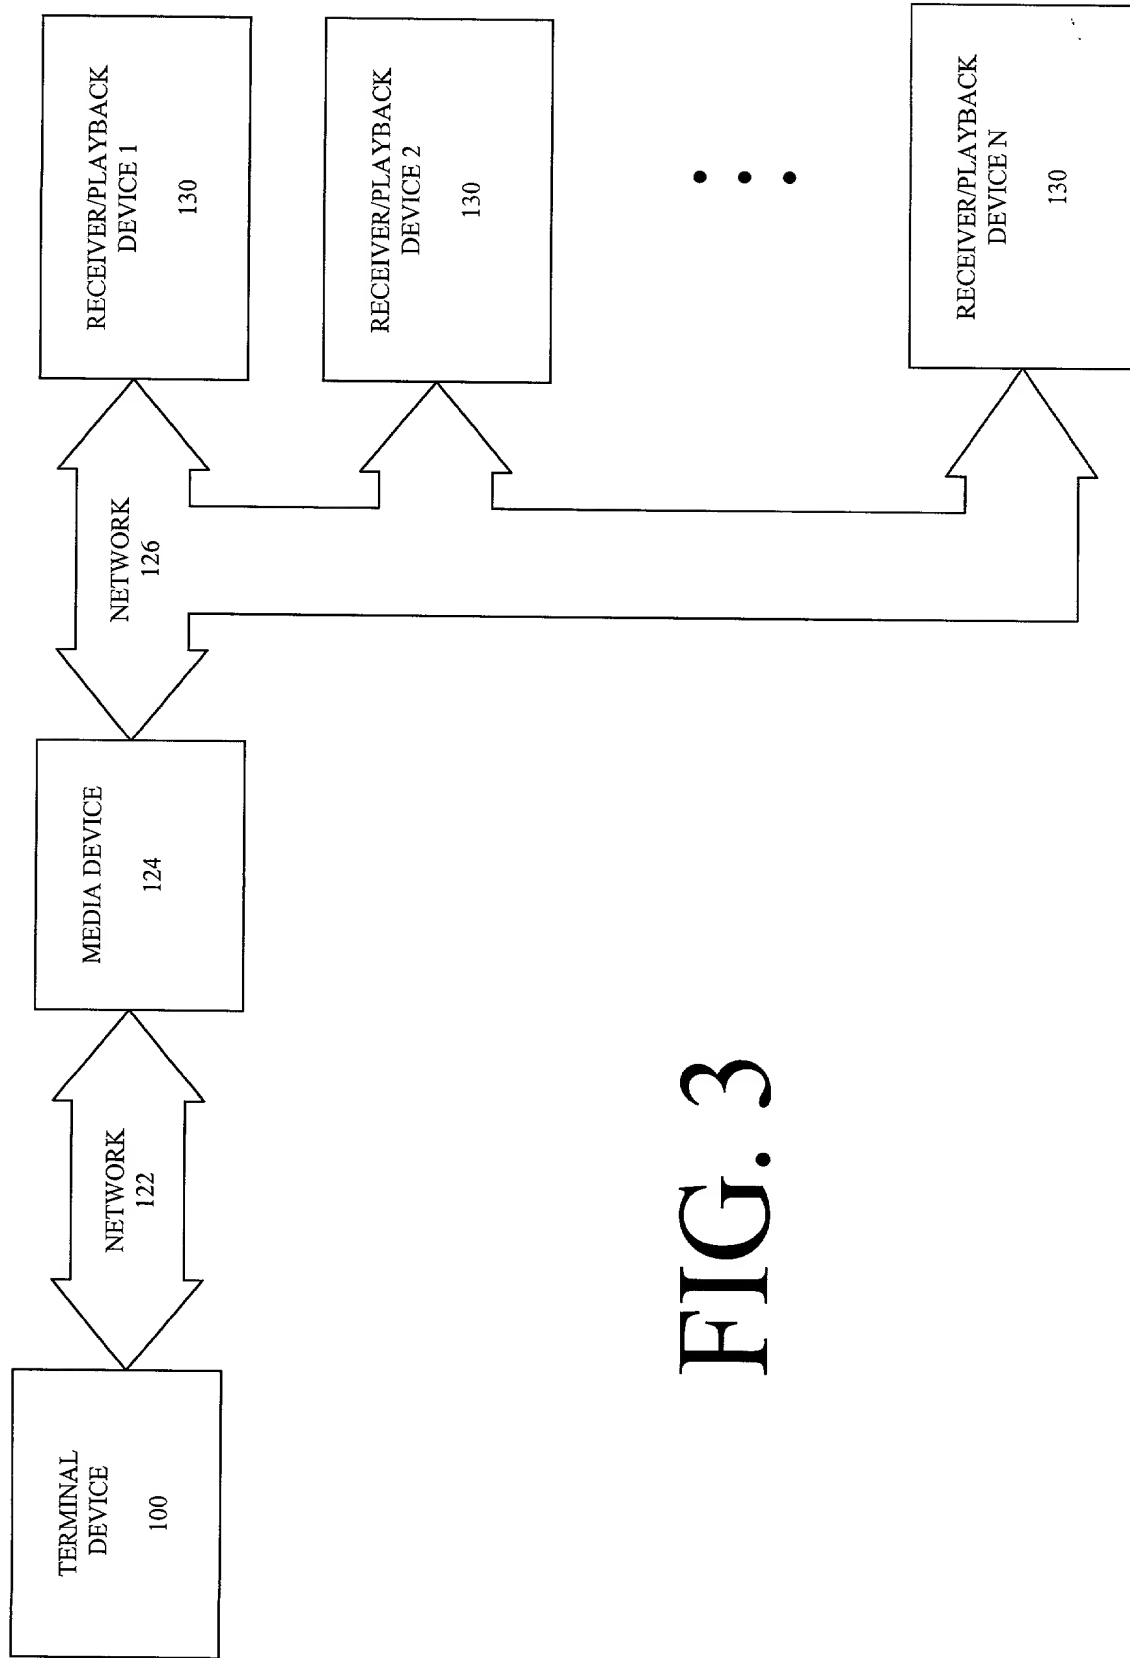 TERMINAL
DEVICE
100
NETWORK
122
MEDIA DEVICE
124
NETWORK
126
RECEIVER/PLAYBACK
DEVICE 1
130
RECEIVER/PLAYBACK
DEVICE 2
130
RECEIVER/PLAYBACK
DEVICE N
130
FIG. 3